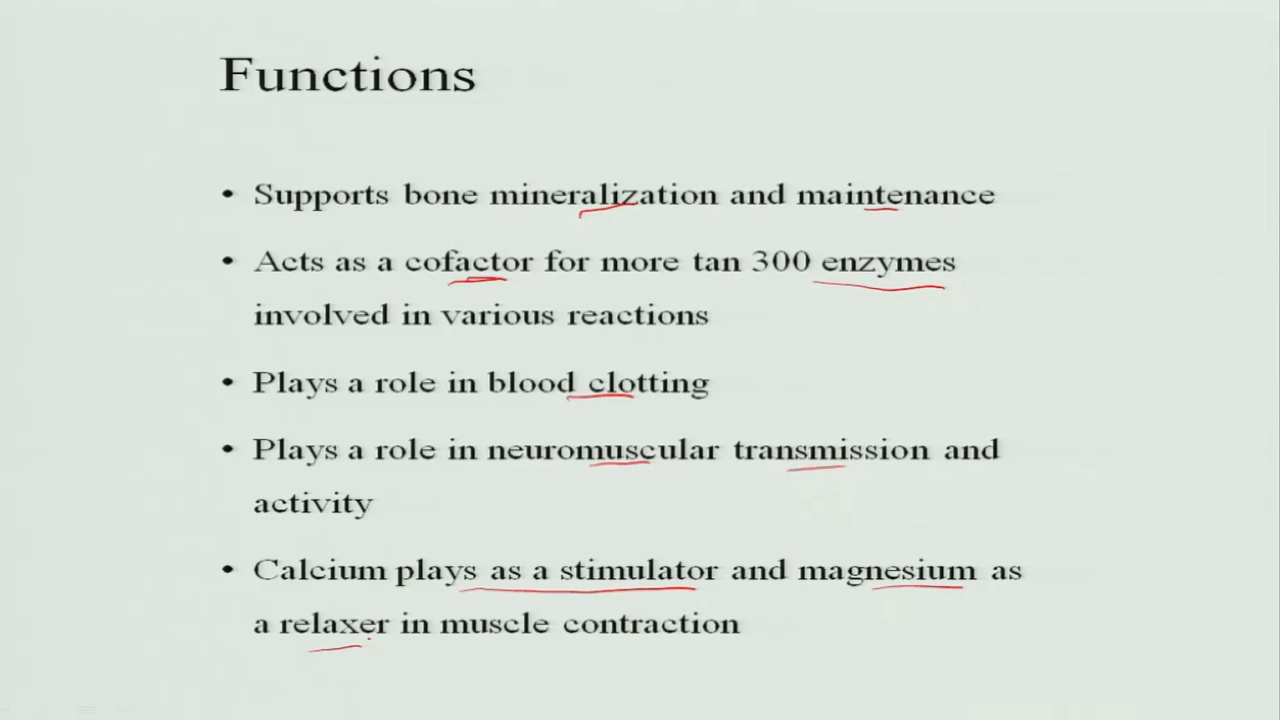 Functions
• Supports bone mineralization and maintenance
• Acts as a cofactor for more tan 300 enzymes
involved in various reactions
• Plays a role in blood clotting
• Plays a role in neuromuscular transmission and
activity
• Calcium plays as a stimulator and magnesium as
a relaxer in muscle contraction